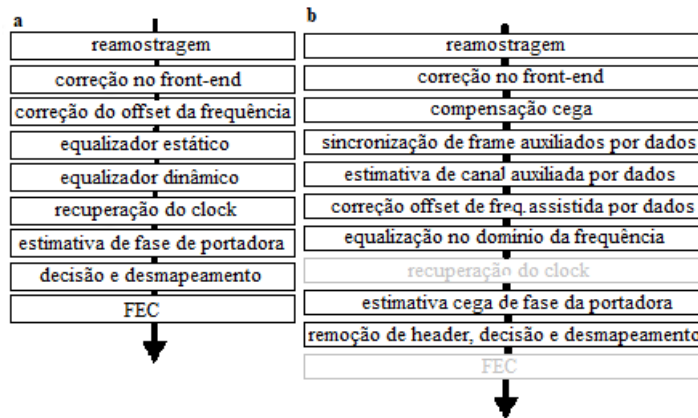 a
reamostragem
correção no front-end
correção do offset da frequência
equalizador estático
equalizador dinâmico
recuperação do clock
estimativa de fase de portadora
decisão e desmapeamento
FEC
b
reamostragem
correção no front-end
compensação cega
sincronização de frame auxiliados por dados
estimativa de canal auxiliada por dados
correção offset de freq.assistida por dados
equalização no domínio da frequência
recuperação do clock
estimativa cega de fase da portadora
remoção de header, decisão e desmapeamento
FEC